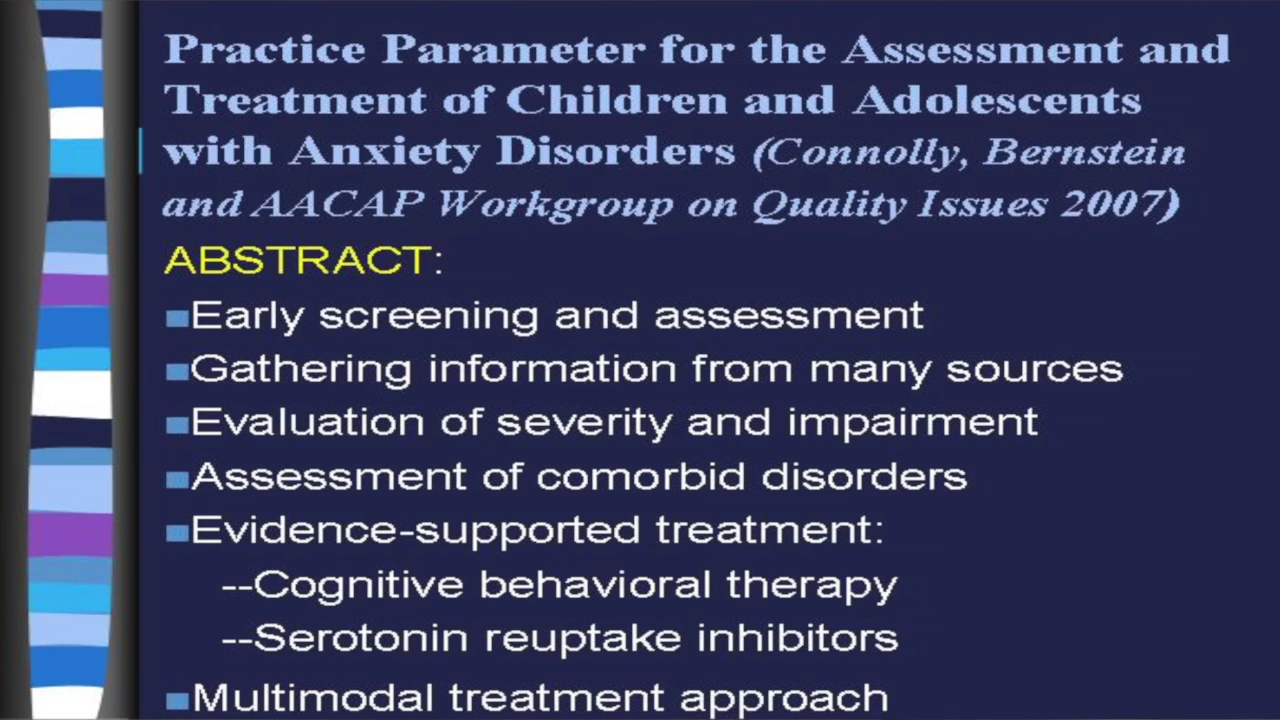 Practice Parameter for the Assessment and
Treatment of Children and Adolescents
with Anxiety Disorders (Connolly, Bernstein
and AACAP Workgroup on Quality Issues 2007)
ABSTRACT:
Early screening and assessment
Gathering information from many sources
Evaluation of severity and impairment
Assessment of comorbid disorders
Evidence-supported treatment:
--Cognitive behavioral therapy
--Serotonin reuptake inhibitors
Multimodal treatment approach